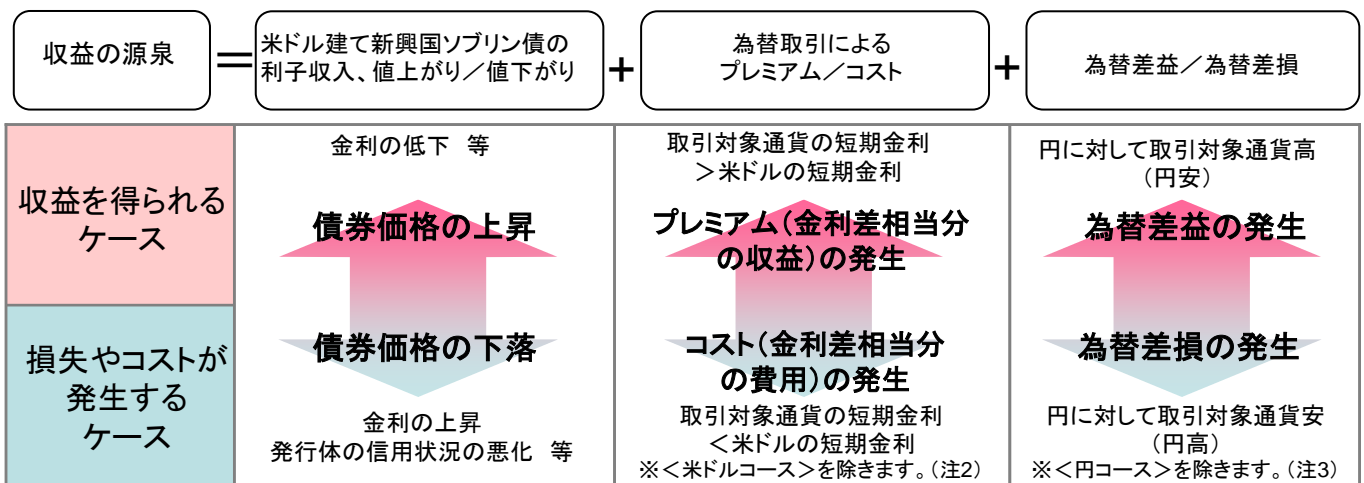 収益の源泉
＝
米ドル建て新興国ソブリン債の
利子収入、値上がり／値下がり
＋
為替取引による
プレミアム／コスト
＋
為替差益／為替差損
収益を得られる
ケース
金利の低下 等
債券価格の上昇
取引対象通貨の短期金利
＞米ドルの短期金利
プレミアム（金利差相当分
の収益）の発生
円に対して取引対象通貨高
（円安）
為替差益の発生
損失やコストが
発生する
ケース
債券価格の下落
金利の上昇
発行体の信用状況の悪化 等
コスト（金利差相当分
の費用）の発生
取引対象通貨の短期金利
＜米ドルの短期金利
※＜米ドルコース＞を除きます。（注2）
為替差損の発生
円に対して取引対象通貨安
（円高）
※＜円コース＞を除きます。（注3）